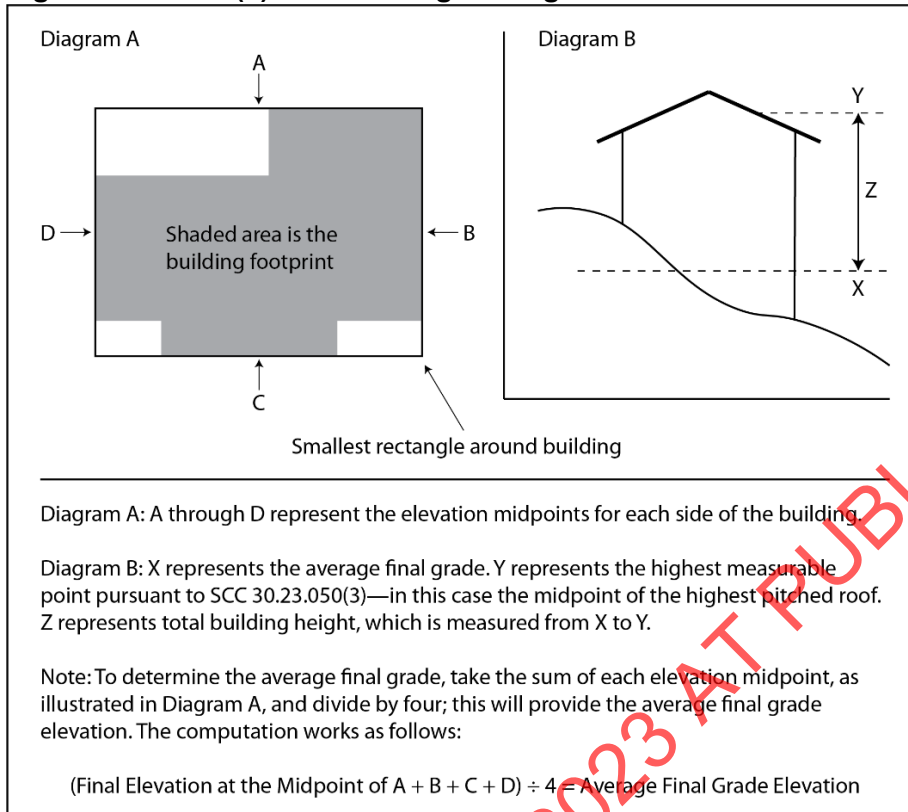 Diagram A
A
D
B
Shaded area is the
building footprint
C
Smallest rectangle around building
Diagram B
Y
Z
X
Diagram A: A through D represent the elevation midpoints for each side of the building.
Diagram B: X represents the average final grade. Y represents the highest measurable
point pursuant to SCC 30.23.050(3)—in this case the midpoint of the highest pitched roof.
Z represents total building height, which is measured from X to Y.
Note: To determine the average final grade, take the sum of each elevation midpoint, as
illustrated in Diagram A, and divide by four; this will provide the average final grade
elevation. The computation works as follows:
(Final Elevation at the Midpoint of A + B + C + D) ÷ 4 = Average Final Grade Elevation
2023 AT PUBL